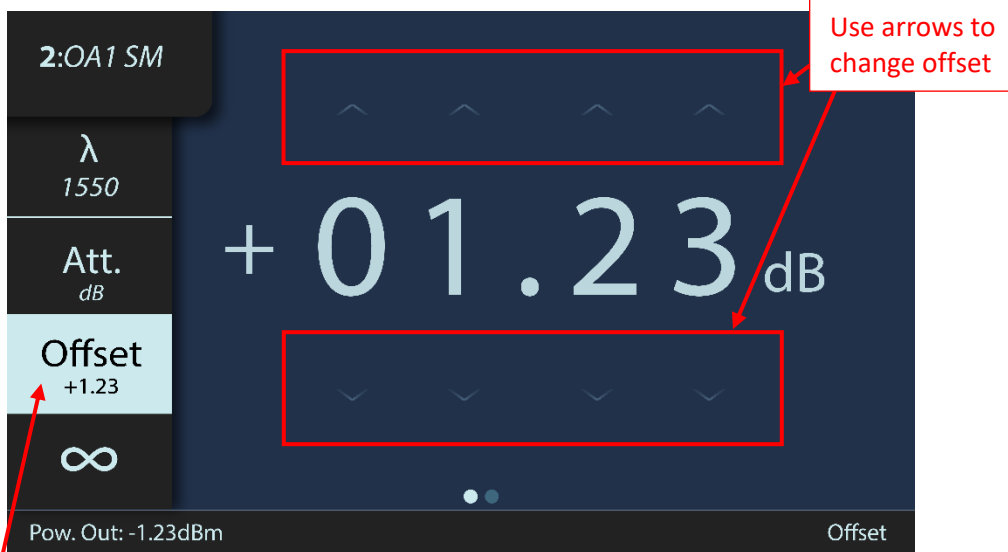 Use arrows to
change offset
2:OA1 SM
λ
1550
Att.
dB
Offset
+1.23
∞
+01.23 dB
Pow. Out: -1.23dBm
Offset